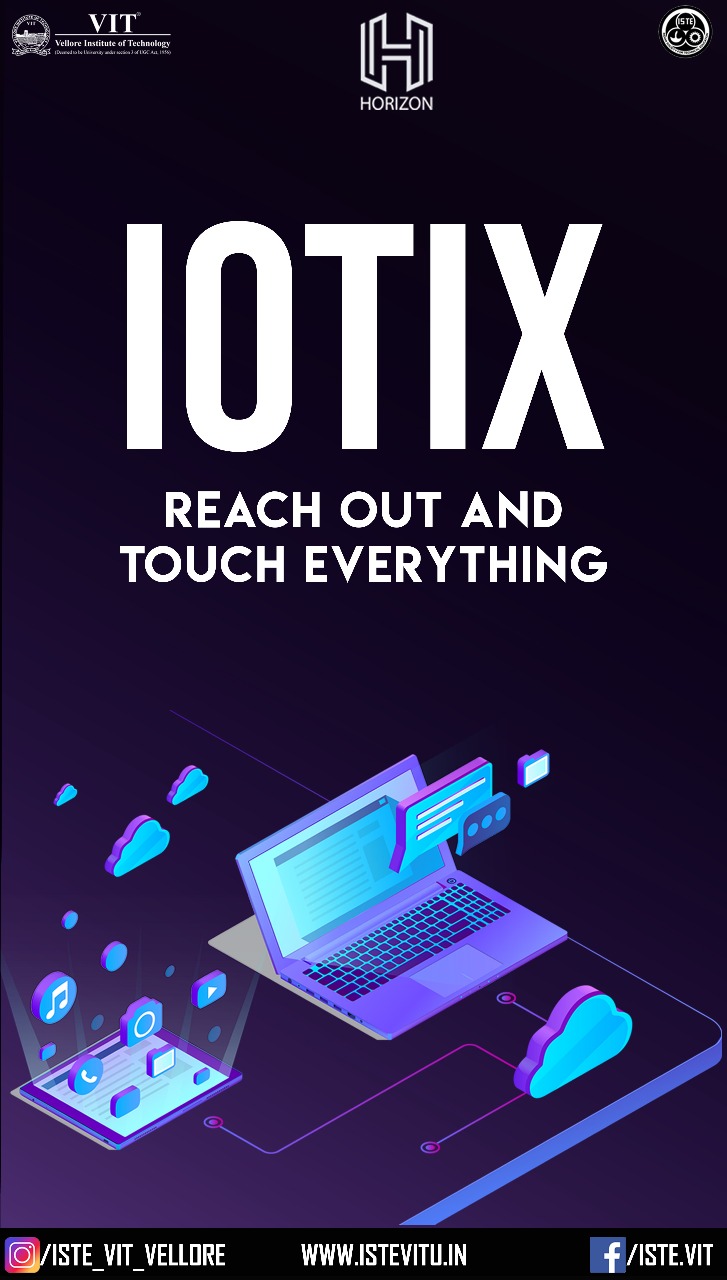 VIT®
Vellore Institute of Technology
(Deemed to be University under section 3 of UGC Act, 1956)
ISTE
HORIZON
IOTIX
REACH OUT AND
TOUCH EVERYTHING
/ISTE_VIT_VELLORE
WWW.ISTEVITU.IN
/ISTE.VIT